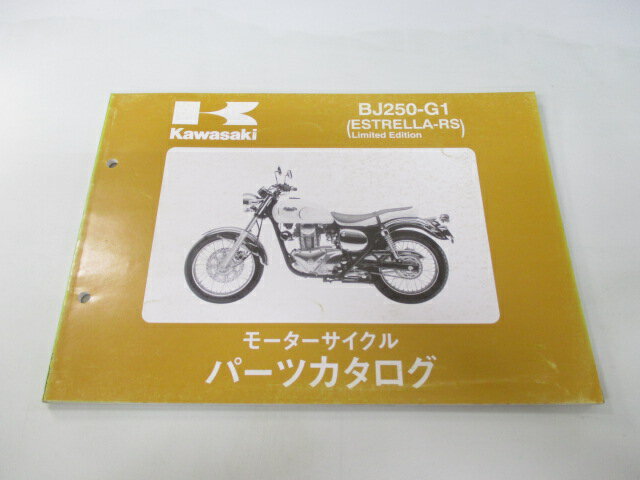 Kawasaki
BJ250-G1
(ESTRELLA-RS)
Limited Edition
モーターサイクル
パーツカタログ